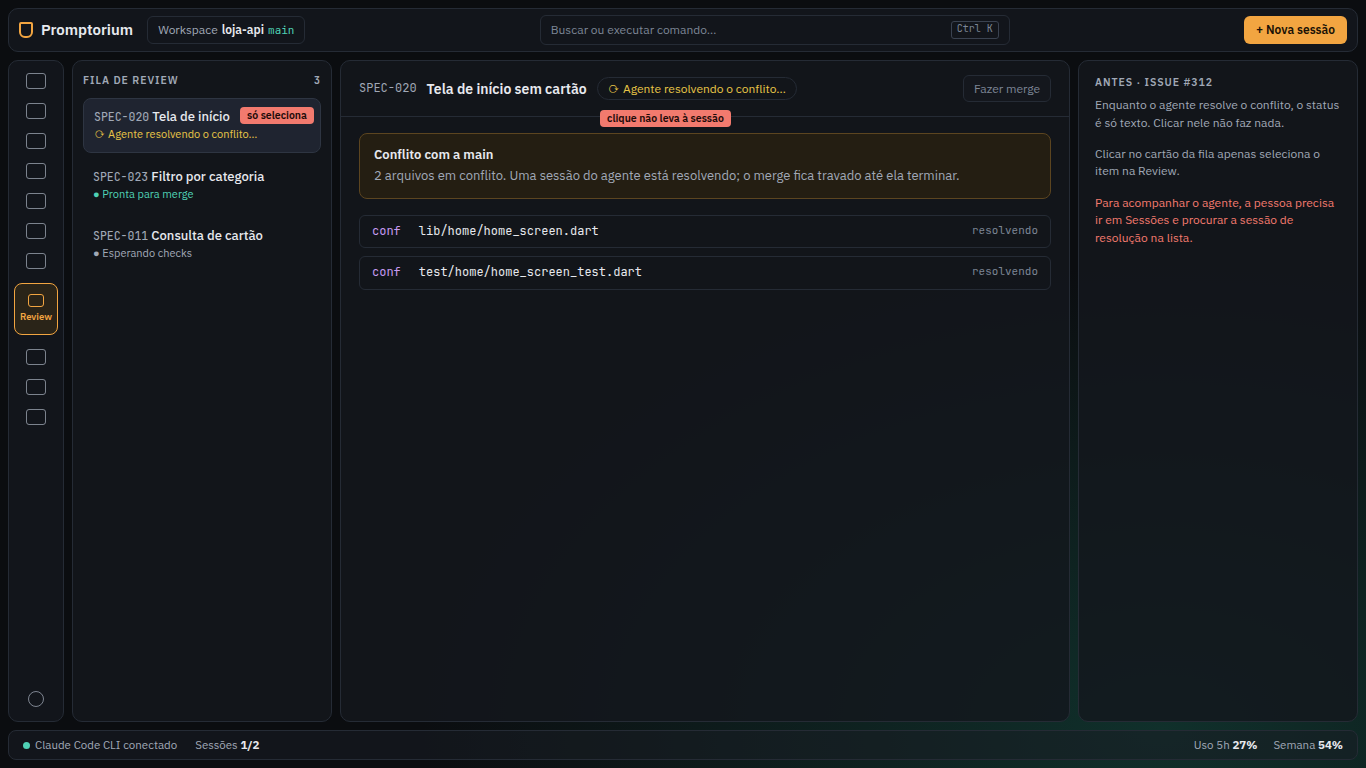 Promptorium
Workspace loja-api main
Buscar ou executar comando...
Ctrl K
+ Nova sessão
Review
FILA DE REVIEW 3
SPEC-020 Tela de início
só seleciona
⟳ Agente resolvendo o conflito...
SPEC-023 Filtro por categoria
● Pronta para merge
SPEC-011 Consulta de cartão
● Esperando checks
SPEC-020 Tela de início sem cartão
⟳ Agente resolvendo o conflito...
Fazer merge
clique não leva à sessão
Conflito com a main
2 arquivos em conflito. Uma sessão do agente está resolvendo; o merge fica travado até ela terminar.
conf lib/home/home_screen.dart resolvendo
conf test/home/home_screen_test.dart resolvendo
ANTES · ISSUE #312
Enquanto o agente resolve o conflito, o status
é só texto. Clicar nele não faz nada.
Clicar no cartão da fila apenas seleciona o
item na Review.
Para acompanhar o agente, a pessoa precisa
ir em Sessões e procurar a sessão de
resolução na lista.
Claude Code CLI conectado
Sessões 1/2
Uso 5h 27%
Semana 54%